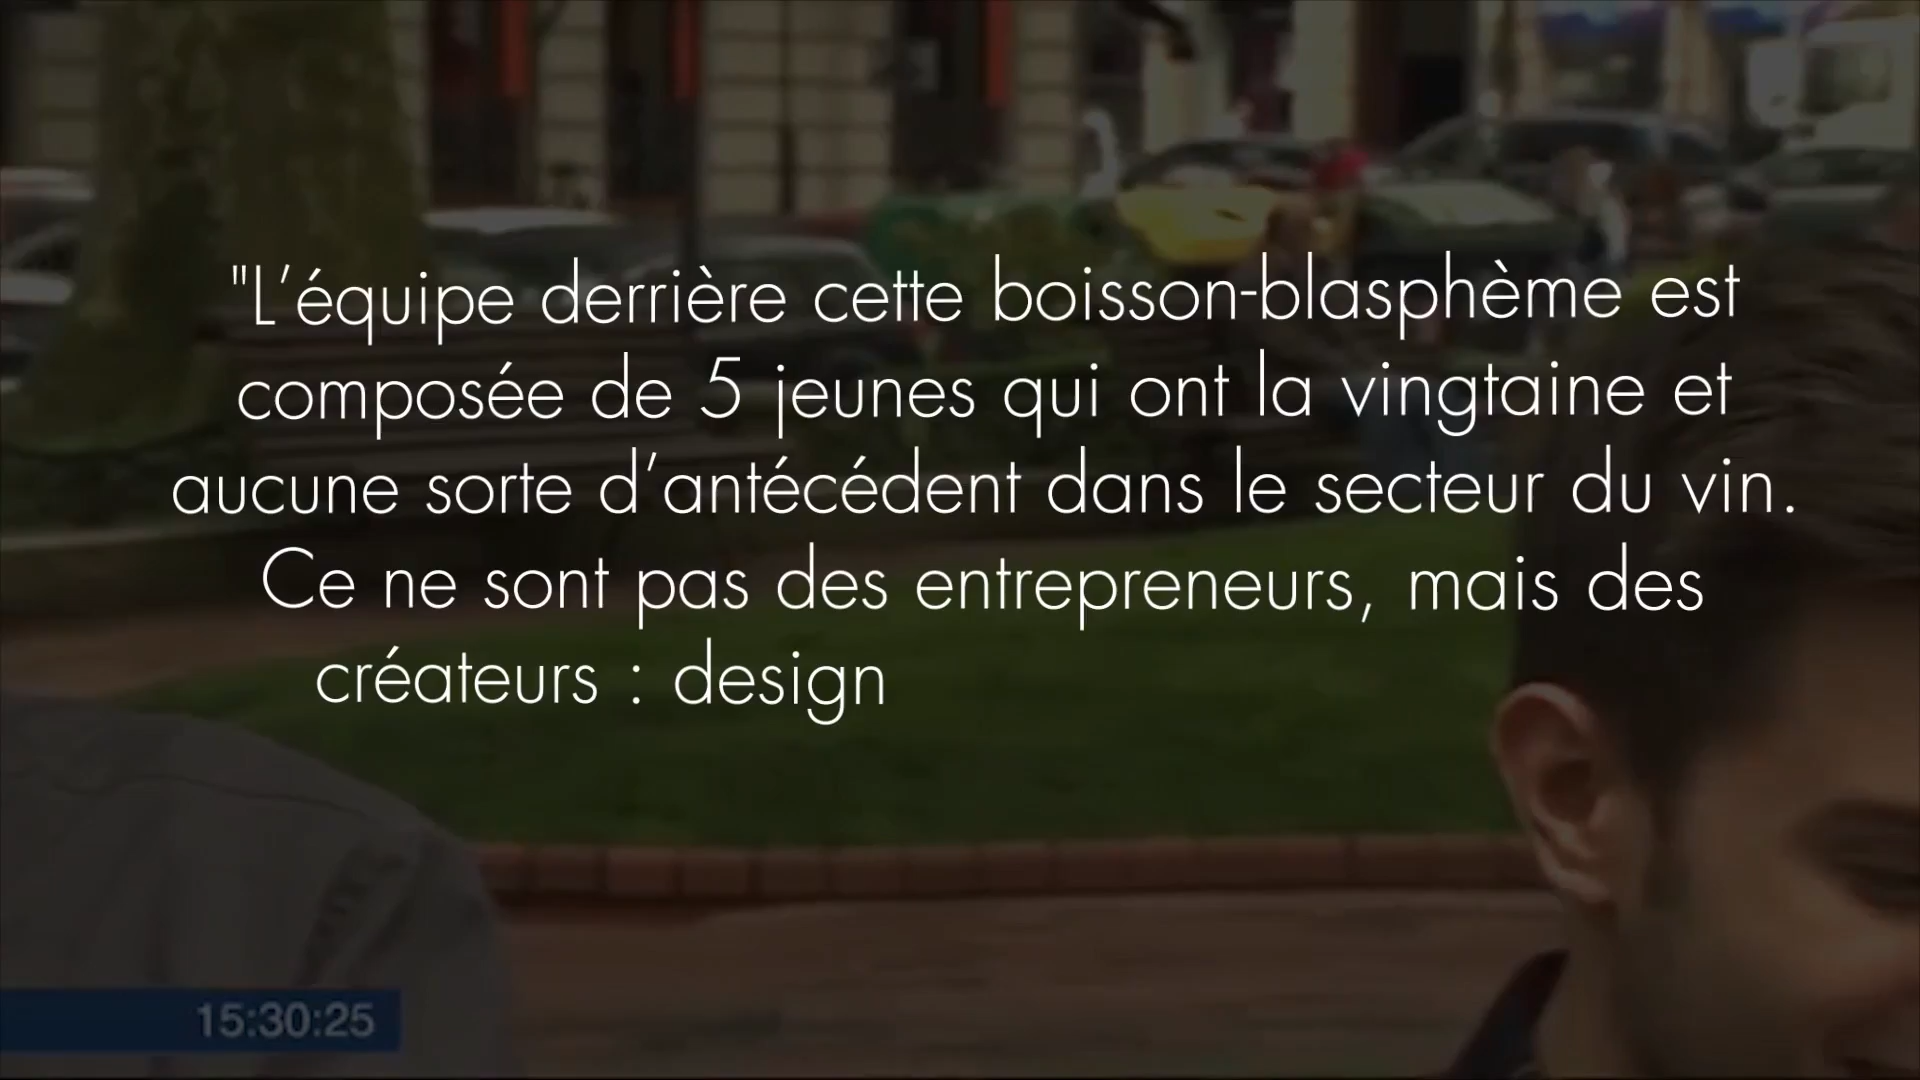 "L’équipe derrière cette boisson-blasphème est
composée de 5 jeunes qui ont la vingtaine et
aucune sorte d’antécédent dans le secteur du vin.
Ce ne sont pas des entrepreneurs, mais des
créateurs : design
15:30:25